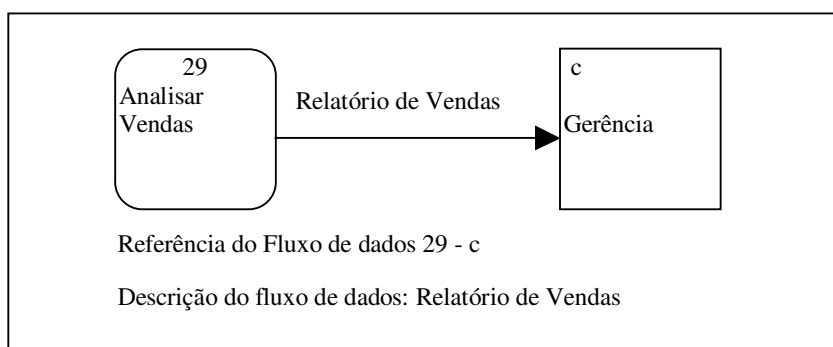 29
Analisar
Vendas
Relatório de Vendas
c
Gerência
Referência do Fluxo de dados 29 - c
Descrição do fluxo de dados: Relatório de Vendas